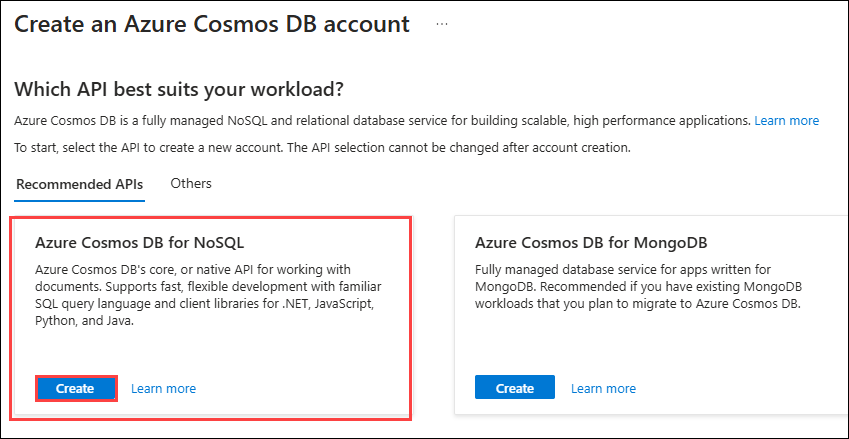 Create an Azure Cosmos DB account ...
Which API best suits your workload?
Azure Cosmos DB is a fully managed NoSQL and relational database service for building scalable, high performance applications. Learn more
To start, select the API to create a new account. The API selection cannot be changed after account creation.
Recommended APIs Others
Azure Cosmos DB for NoSQL
Azure Cosmos DB's core, or native API for working with
documents. Supports fast, flexible development with familiar
SQL query language and client libraries for .NET, JavaScript,
Python, and Java.
Create Learn more
Azure Cosmos DB for MongoDB
Fully managed database service for apps written for
MongoDB. Recommended if you have existing MongoDB
workloads that you plan to migrate to Azure Cosmos DB.
Create Learn more